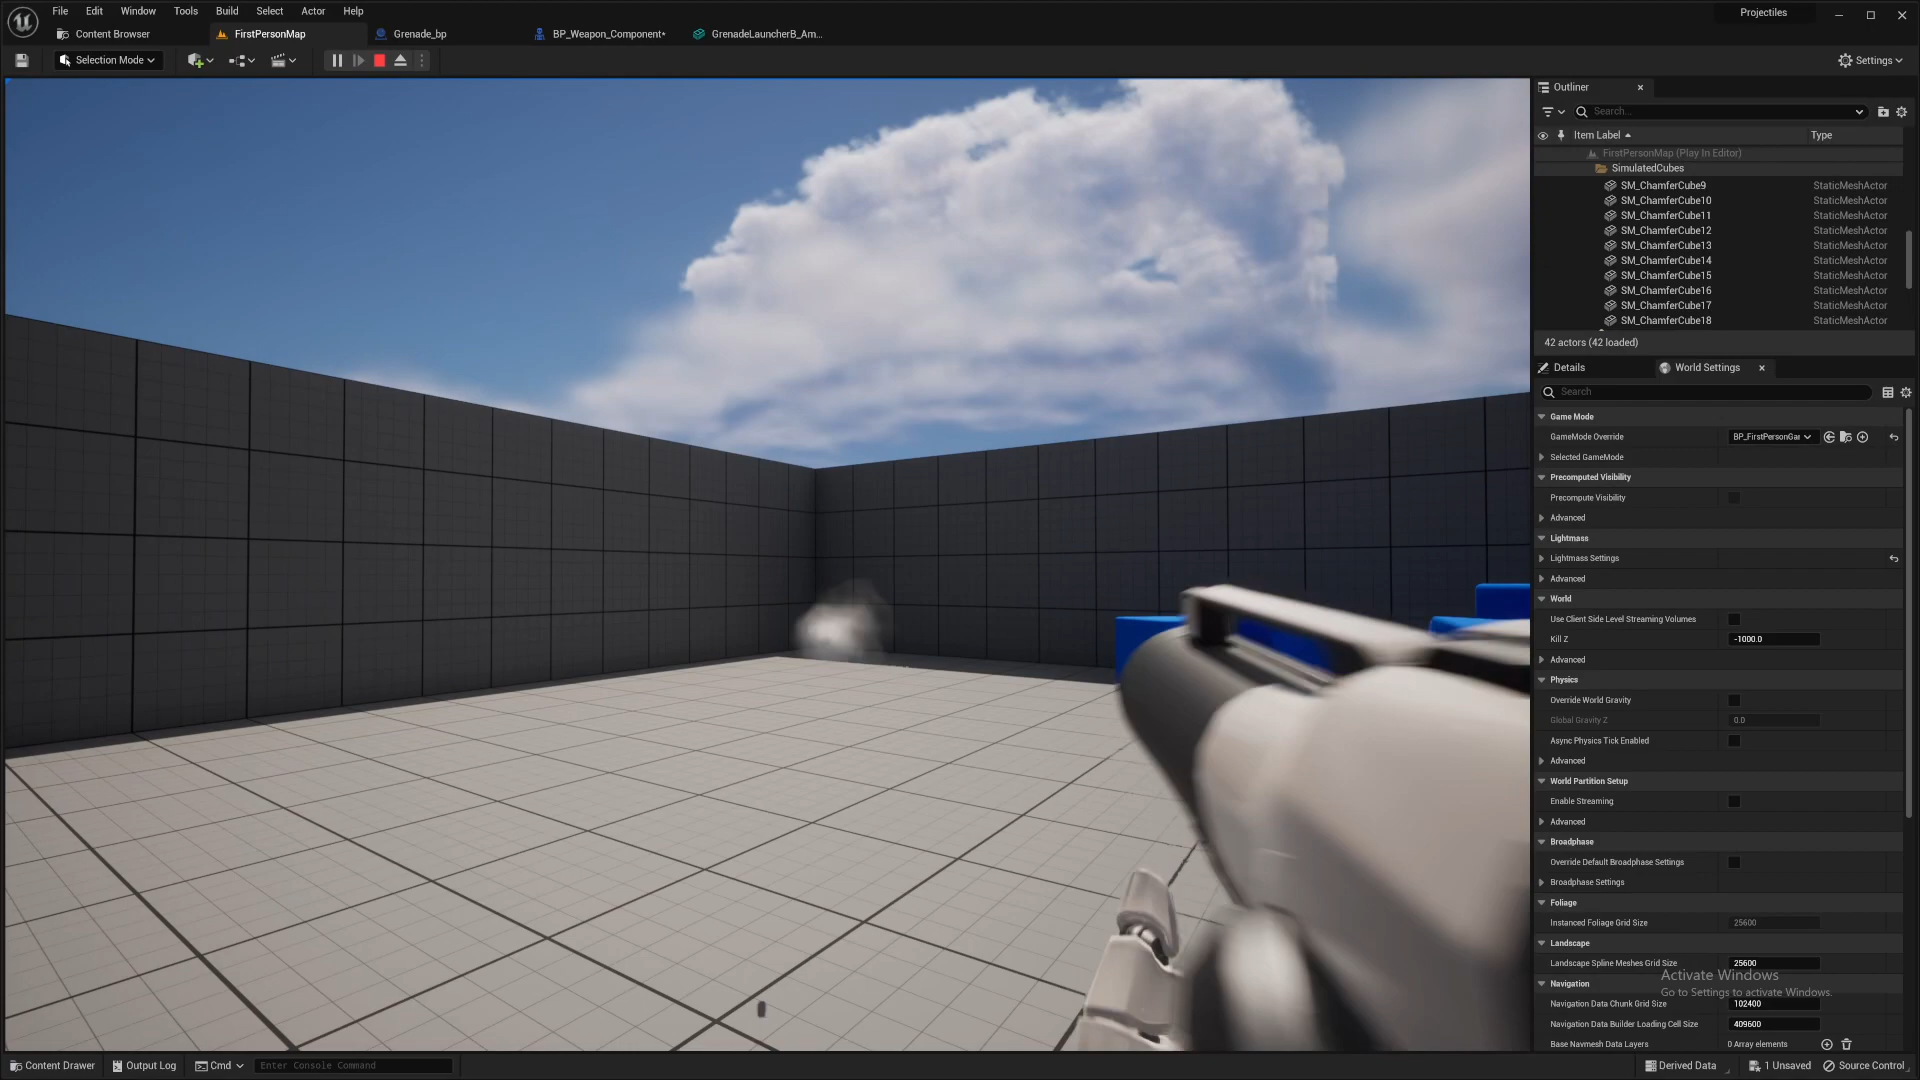 File Edit Window Tools Build Select Actor Help
Projectiles
Content Browser
FirstPersonMap
Grenade_bp
BP_Weapon_Component*
GrenadeLauncherB_Am...
Selection Mode
Settings
Outliner
Search...
Item Label
Type
FirstPersonMap (Play In Editor)
SimulatedCubes
SM_ChamferCube9 StaticMeshActor
SM_ChamferCube10 StaticMeshActor
SM_ChamferCube11 StaticMeshActor
SM_ChamferCube12 StaticMeshActor
SM_ChamferCube13 StaticMeshActor
SM_ChamferCube14 StaticMeshActor
SM_ChamferCube15 StaticMeshActor
SM_ChamferCube16 StaticMeshActor
SM_ChamferCube17 StaticMeshActor
SM_ChamferCube18 StaticMeshActor
42 actors (42 loaded)
Details
World Settings
Search
Game Mode
GameMode Override BP_FirstPersonGa
Selected GameMode
Precomputed Visibility
Precompute Visibility
Advanced
Lightmass
Lightmass Settings
Advanced
World
Use Client Side Level Streaming Volumes
Kill Z -1000.0
Advanced
Physics
Override World Gravity
Global Gravity Z 0.0
Async Physics Tick Enabled
Advanced
World Partition Setup
Enable Streaming
Advanced
Broadphase
Override Default Broadphase Settings
Broadphase Settings
Foliage
Instanced Foliage Grid Size 25600
Landscape
Landscape Spline Meshes Grid Size 25600
Activate Windows
Navigation
Go to Settings to activate Windows.
Navigation Data Chunk Grid Size 102400
Navigation Data Builder Loading Cell Size 409600
Base Navmesh Data Layers 0 Array elements
Content Drawer
Output Log
Cmd
Enter Console Command
Derived Data
1 Unsaved
Source Control